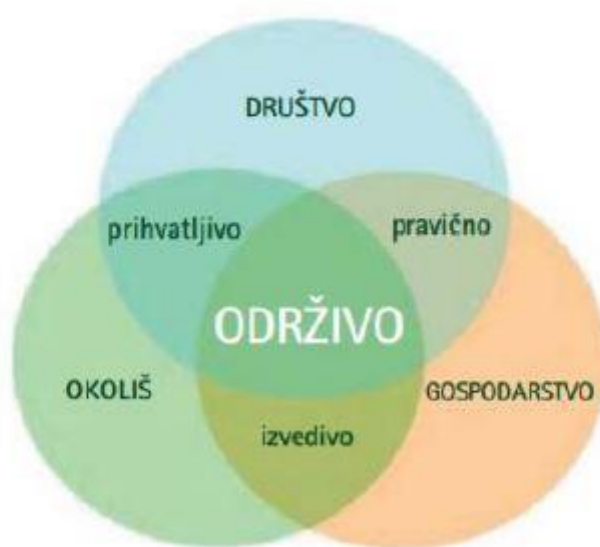 DRUŠTVO
prihvatljivo
pravično
ODRŽIVO
OKOLIŠ
GOSPODARSTVO
izvedivo